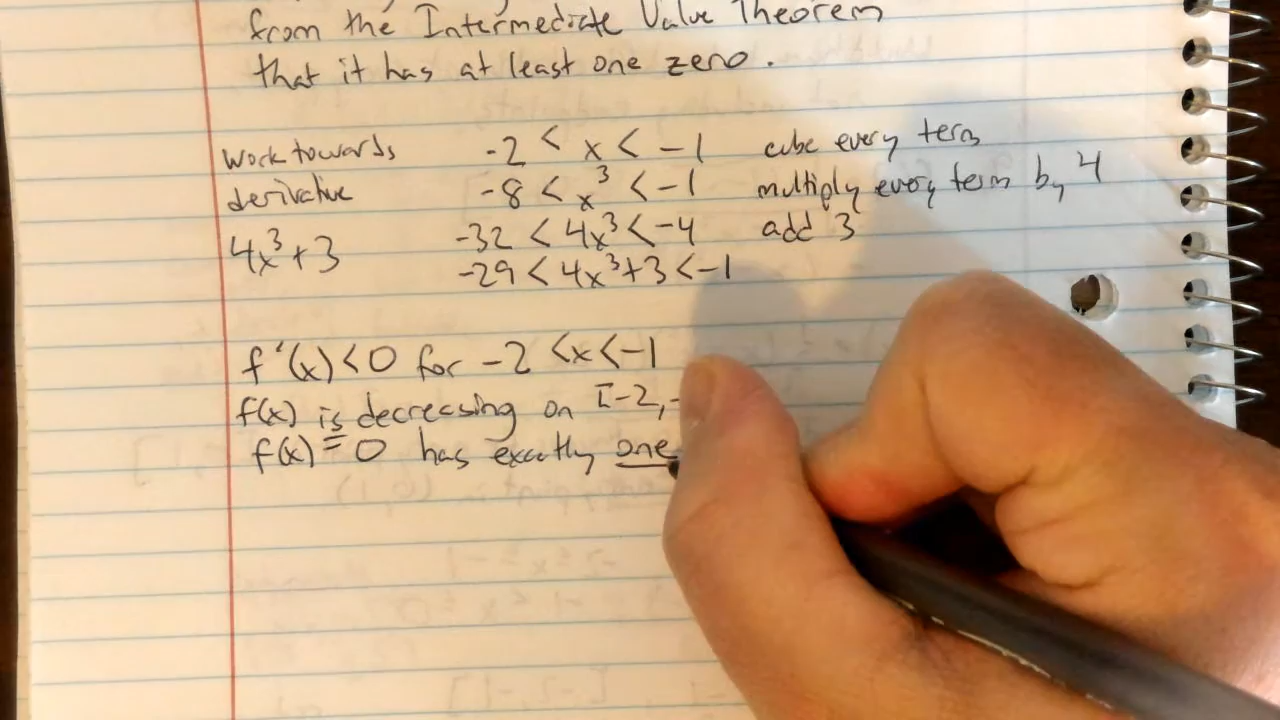 from the Intermediate Value Theorem
that it has at least one zero.
work towards -2 < x < -1 cube every term
derivative -8 < x³ < -1 multiply every term by 4
4x³+3 -32 < 4x³ < -4 add 3
-29 < 4x³+3 < -1
f'(x) < 0 for -2 < x < -1
f(x) is decreasing on [-2,-
f(x) = 0 has exactly one